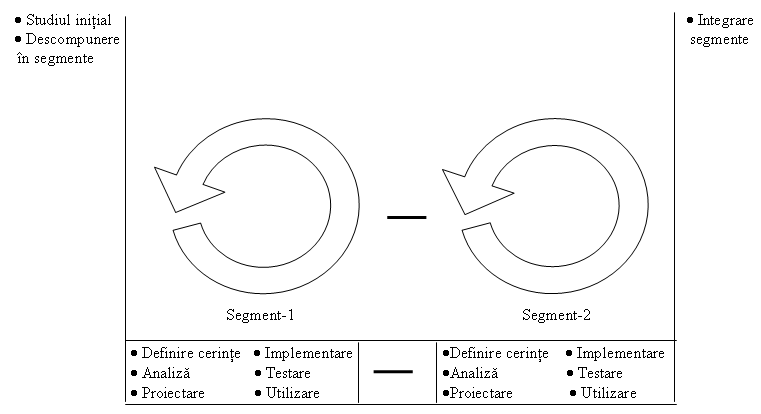 • Studiul inițial
• Descompunere
în segmente
• Integrare
segmente
Segment-1
Segment-2
• Definire cerințe
• Analiză
• Proiectare
• Implementare
• Testare
• Utilizare
•Definire cerințe
•Analiză
•Proiectare
• Implementare
• Testare
• Utilizare